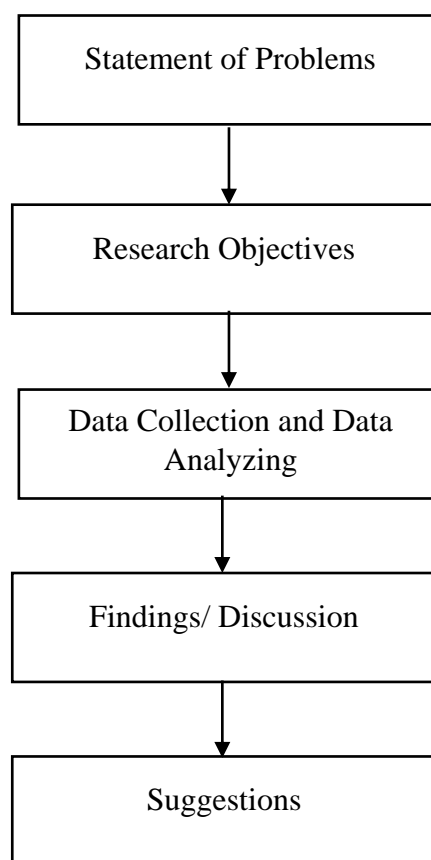 Statement of Problems
Research Objectives
Data Collection and Data
Analyzing
Findings/ Discussion
Suggestions